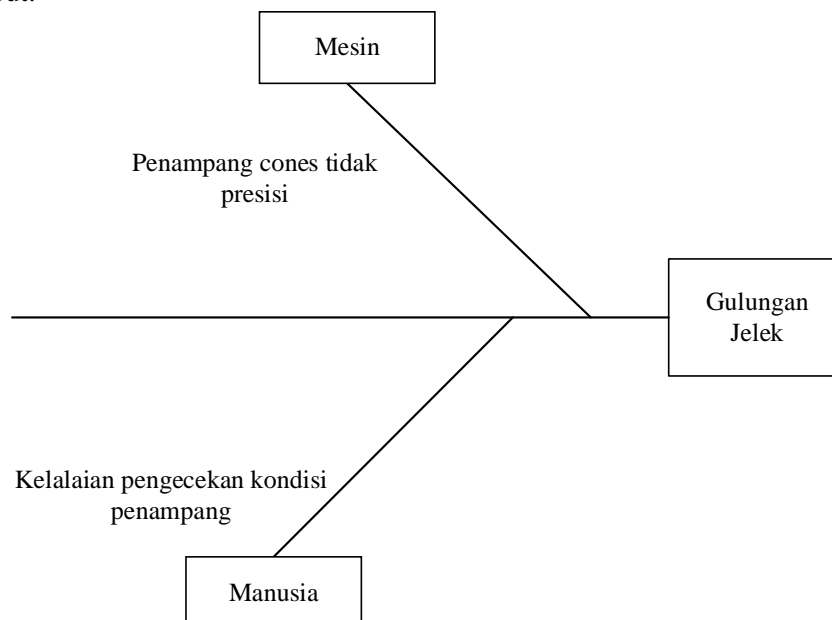 Mesin
Penampang cones tidak
presisi
Gulungan
Jelek
Kelalaian pengecekan kondisi
penampang
Manusia